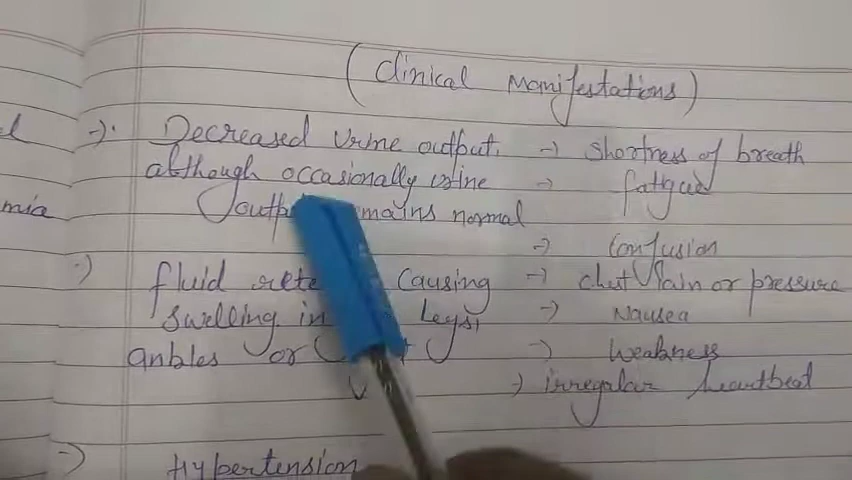 (Clinical Manifestations)
-) Decreased Urine output.
although occasionally urine
remains normal
-) fluid causing
swelling in Legs,
ankles or
-) Hypertension
-) Shortness of breath
-) fatigue
-) Confusion
-) chest Pain or pressure
-) Nausea
-) Weakness
-) irregular heartbeat
mia